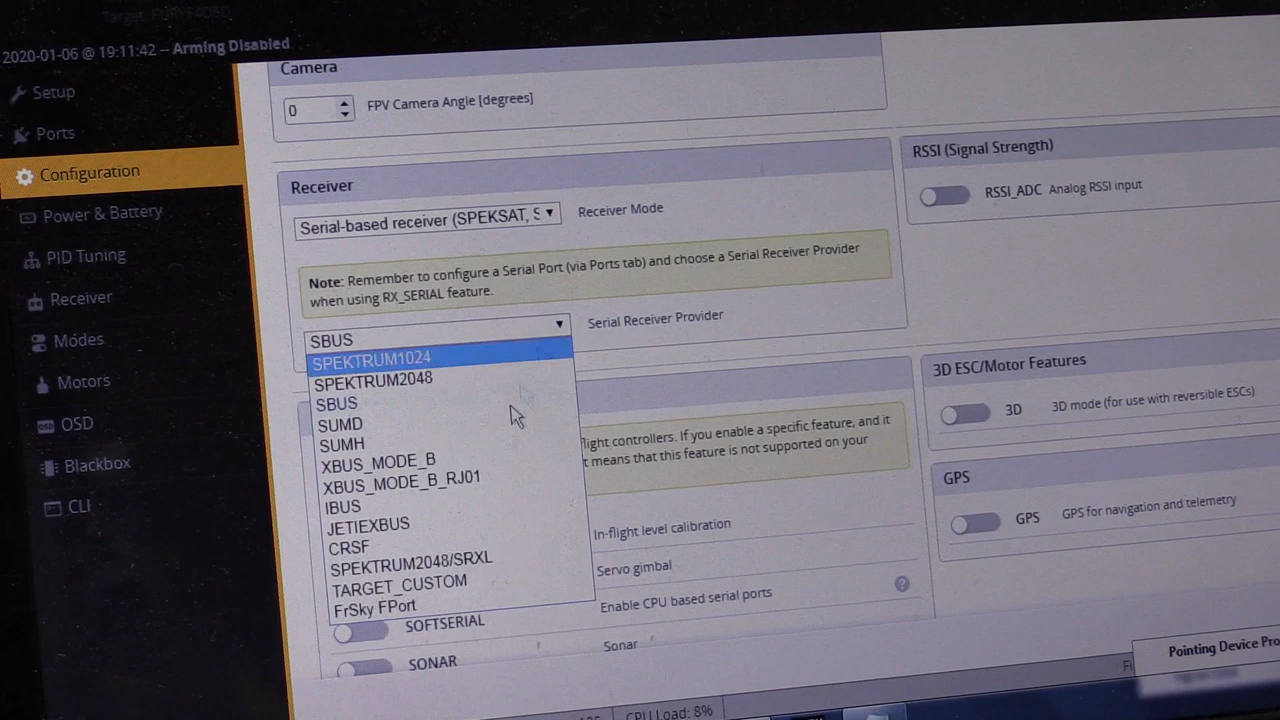 Target: FURYF4OSD
2020-01-06 @ 19:11:42 -- Arming Disabled
Setup
Ports
Configuration
Power & Battery
PID Tuning
Receiver
Modes
Motors
OSD
Blackbox
CLI
Camera
0
FPV Camera Angle [degrees]
Receiver
Serial-based receiver (SPEKSAT, S
Receiver Mode
Note: Remember to configure a Serial Port (via Ports tab) and choose a Serial Receiver Provider
when using RX_SERIAL feature.
SBUS
Serial Receiver Provider
SPEKTRUM1024
SPEKTRUM2048
SBUS
SUMD
SUMH
XBUS_MODE_B
XBUS_MODE_B_RJ01
IBUS
JETIEXBUS
CRSF
SPEKTRUM2048/SRXL
TARGET_CUSTOM
FrSky FPort
light controllers. If you enable a specific feature, and it
t means that this feature is not supported on your
In-flight level calibration
Servo gimbal
Enable CPU based serial ports
SOFTSERIAL
Sonar
SONAR
RSSI (Signal Strength)
RSSI_ADC Analog RSSI input
3D ESC/Motor Features
3D 3D mode (for use with reversible ESCs)
GPS
GPS GPS for navigation and telemetry
Pointing Device Pro
CPU Load: 8%